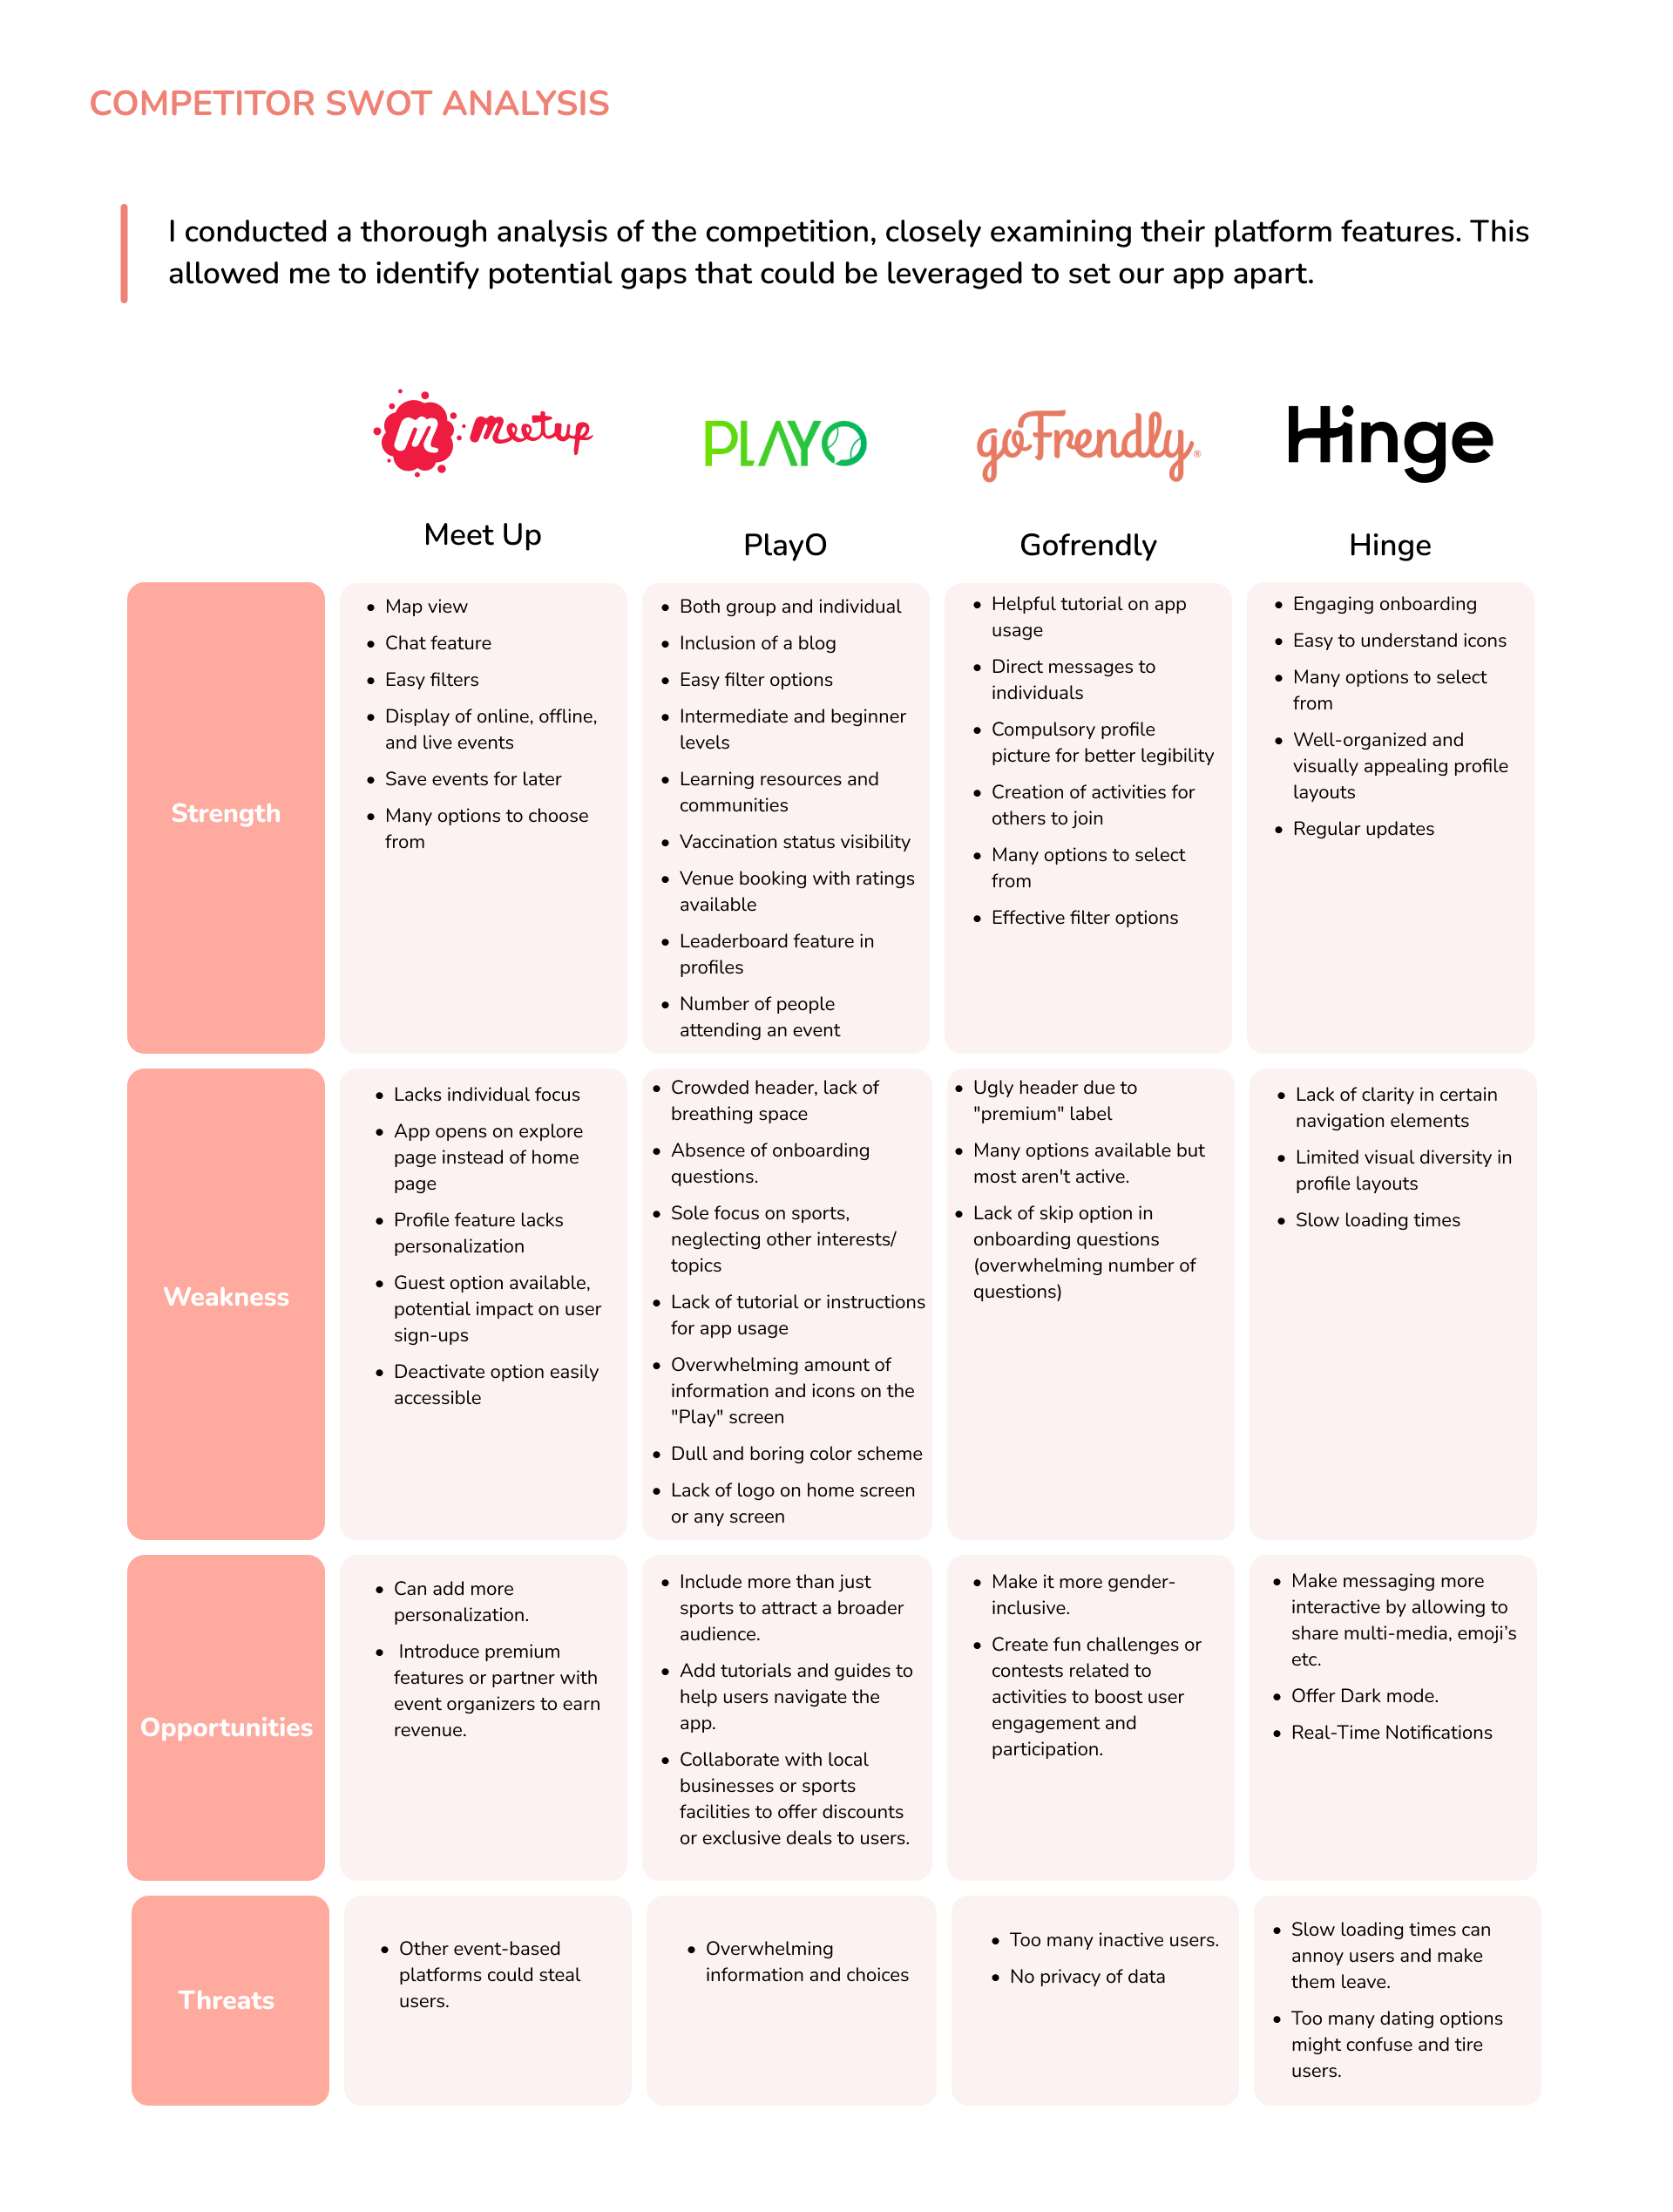 COMPETITOR SWOT ANALYSIS
I conducted a thorough analysis of the competition, closely examining their platform features. This
allowed me to identify potential gaps that could be leveraged to set our app apart.
m meetup
PLAYO
goFrendly®
Hinge
Meet Up
PlayO
Gofrendly
Hinge
Strength
• Map view
• Chat feature
• Easy filters
• Display of online, offline,
and live events
• Save events for later
• Many options to choose
from
• Both group and individual
• Inclusion of a blog
• Easy filter options
• Intermediate and beginner
levels
• Learning resources and
communities
• Vaccination status visibility
• Venue booking with ratings
available
• Leaderboard feature in
profiles
• Number of people
attending an event
• Helpful tutorial on app
usage
• Direct messages to
individuals
• Compulsory profile
picture for better legibility
• Creation of activities for
others to join
• Many options to select
from
• Effective filter options
• Engaging onboarding
• Easy to understand icons
• Many options to select
from
• Well-organized and
visually appealing profile
layouts
• Regular updates
Weakness
• Lacks individual focus
• App opens on explore
page instead of home
page
• Profile feature lacks
personalization
• Guest option available,
potential impact on user
sign-ups
• Deactivate option easily
accessible
• Crowded header, lack of
breathing space
• Absence of onboarding
questions.
• Sole focus on sports,
neglecting other interests/
topics
• Lack of tutorial or instructions
for app usage
• Overwhelming amount of
information and icons on the
"Play" screen
• Dull and boring color scheme
• Lack of logo on home screen
or any screen
• Ugly header due to
"premium" label
• Many options available but
most aren't active.
• Lack of skip option in
onboarding questions
(overwhelming number of
questions)
• Lack of clarity in certain
navigation elements
• Limited visual diversity in
profile layouts
• Slow loading times
Opportunities
• Can add more
personalization.
• Introduce premium
features or partner with
event organizers to earn
revenue.
• Include more than just
sports to attract a broader
audience.
• Add tutorials and guides to
help users navigate the
app.
• Collaborate with local
businesses or sports
facilities to offer discounts
or exclusive deals to users.
• Make it more gender-
inclusive.
• Create fun challenges or
contests related to
activities to boost user
engagement and
participation.
• Make messaging more
interactive by allowing to
share multi-media, emoji’s
etc.
• Offer Dark mode.
• Real-Time Notifications
Threats
• Other event-based
platforms could steal
users.
• Overwhelming
information and choices
• Too many inactive users.
• No privacy of data
• Slow loading times can
annoy users and make
them leave.
• Too many dating options
might confuse and tire
users.